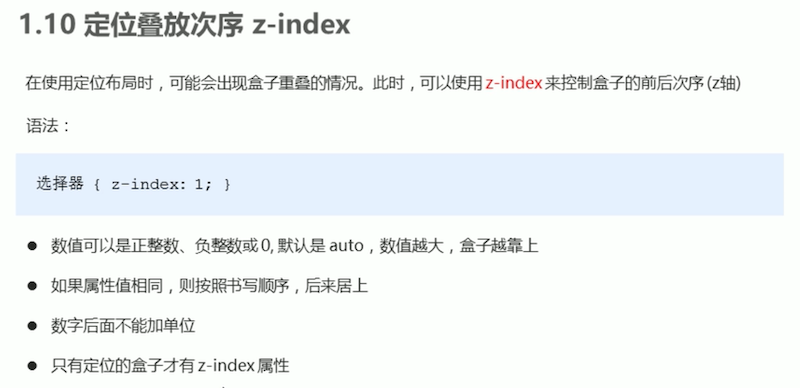 1.10 定位叠放次序 z-index
在使用定位布局时，可能会出现盒子重叠的情况。此时，可以使用 z-index 来控制盒子的前后次序 (z轴)
语法：
选择器 { z-index: 1; }
● 数值可以是正整数、负整数或 0, 默认是 auto，数值越大，盒子越靠上
● 如果属性值相同，则按照书写顺序，后来居上
● 数字后面不能加单位
● 只有定位的盒子才有 z-index 属性